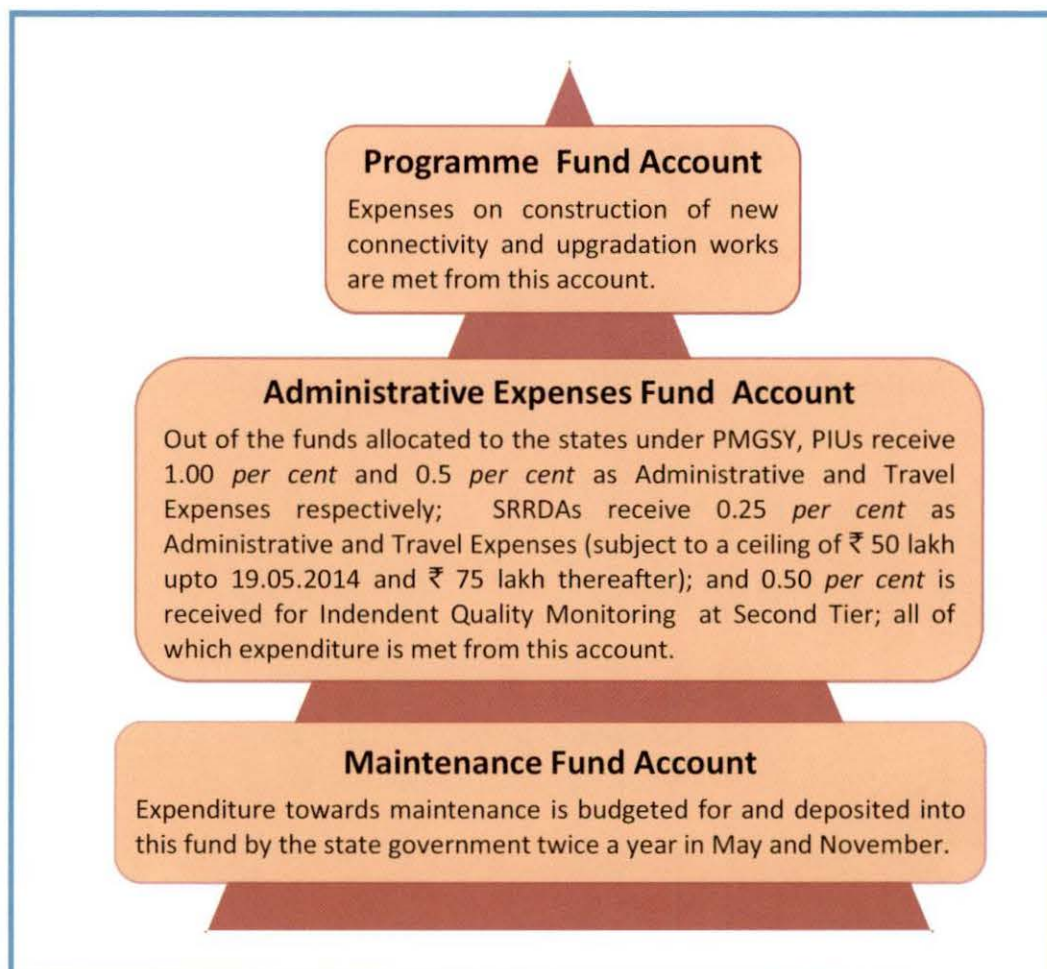 Programme Fund Account
Expenses on construction of new
connectivity and upgradation works
are met from this account.
Administrative Expenses Fund Account
Out of the funds allocated to the states under PMGSY, PIUs receive
1.00 per cent and 0.5 per cent as Administrative and Travel
Expenses respectively; SRRDAs receive 0.25 per cent as
Administrative and Travel Expenses (subject to a ceiling of ₹ 50 lakh
upto 19.05.2014 and ₹ 75 lakh thereafter); and 0.50 per cent is
received for Indendent Quality Monitoring at Second Tier; all of
which expenditure is met from this account.
Maintenance Fund Account
Expenditure towards maintenance is budgeted for and deposited into
this fund by the state government twice a year in May and November.